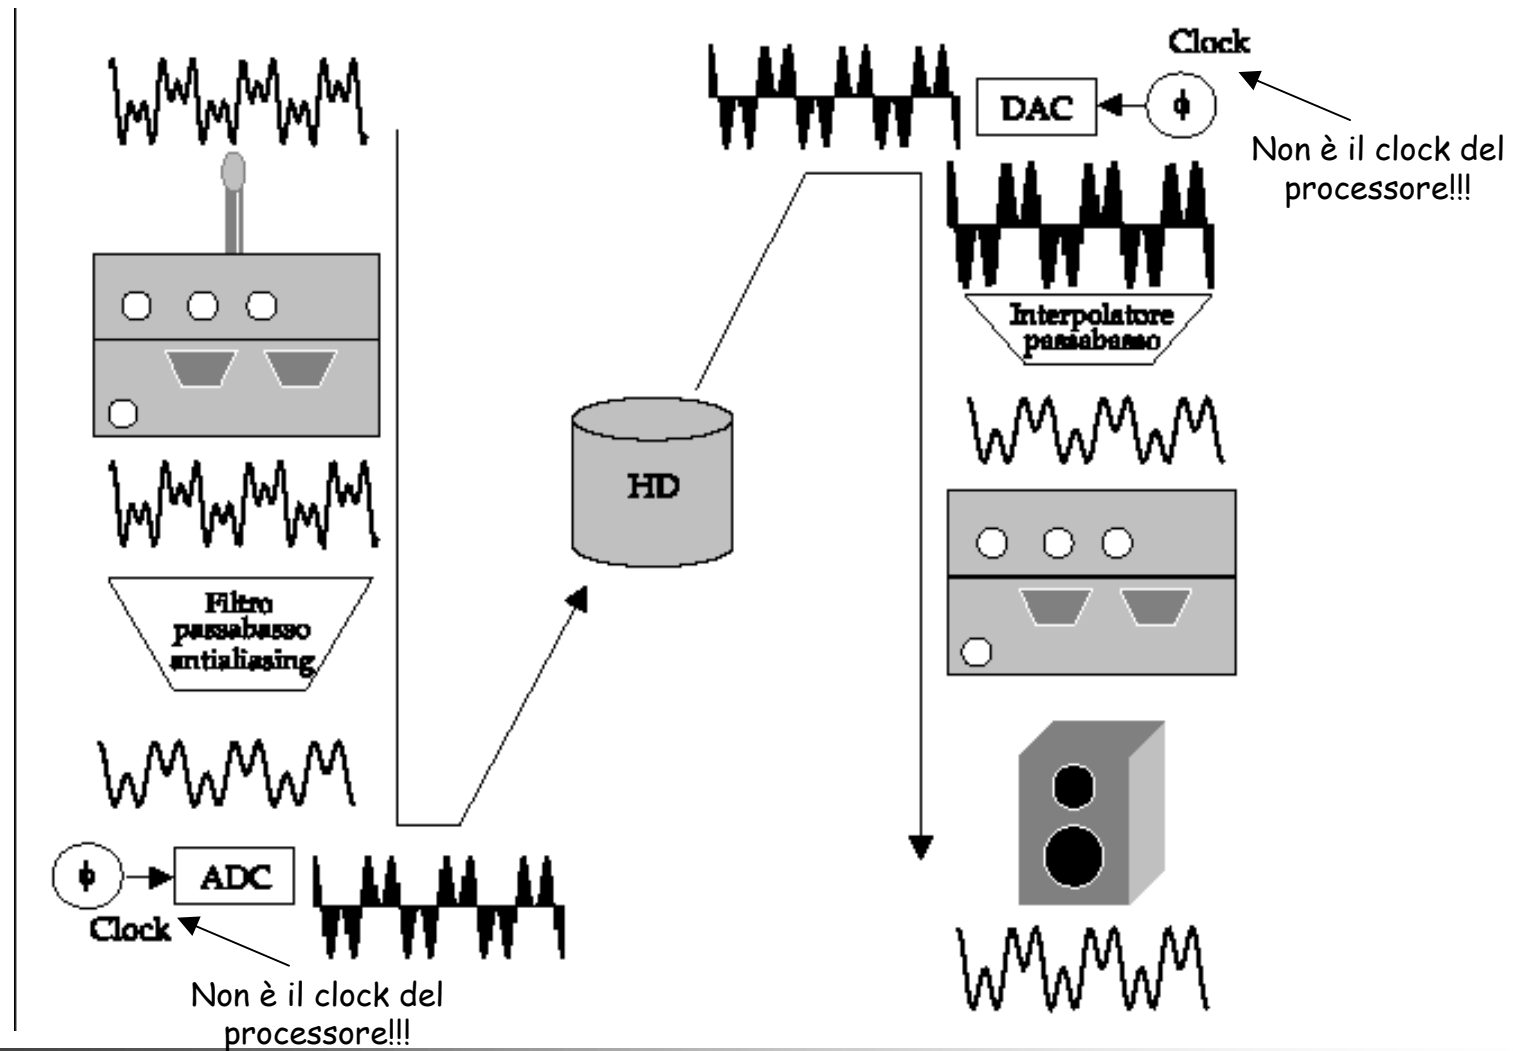 Filtro
passabasso
antialiasing
ϕ
ADC
Clock
Non è il clock del
processore!!!
HD
Clock
DAC
ϕ
Non è il clock del
processore!!!
Interpolatore
passabasso